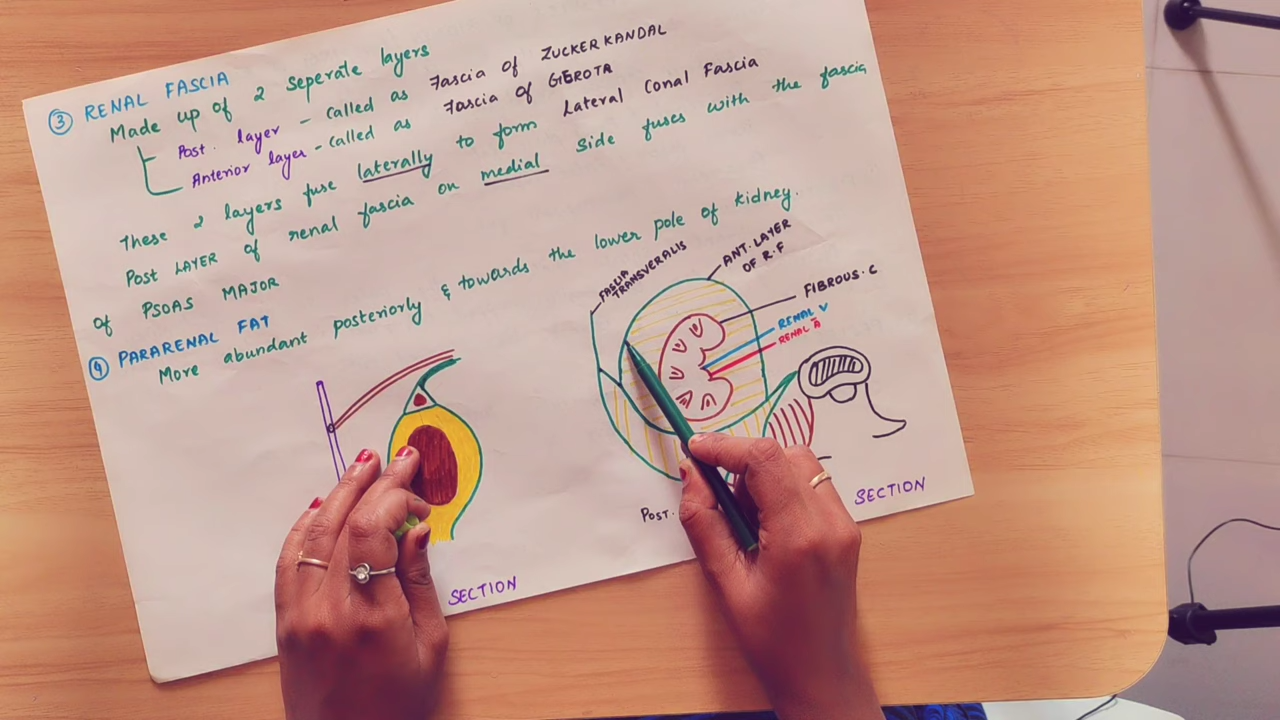 ③ RENAL FASCIA
Made up of 2 seperate layers
Post. layer - called as Fascia of ZUCKERKANDAL
Anterior layer - called as Fascia of GEROTA
These 2 layers fuse laterally to form Lateral Conal Fascia
Post LAYER of renal fascia on medial side fuses with the fascia
of PSOAS MAJOR
④ PARARENAL FAT
More abundant posteriorly & towards the lower pole of kidney.
FASCIA
TRANSVERALIS
ANT. LAYER
OF R.F
FIBROUS.C
RENAL V
RENAL A
POST.
SECTION
SECTION